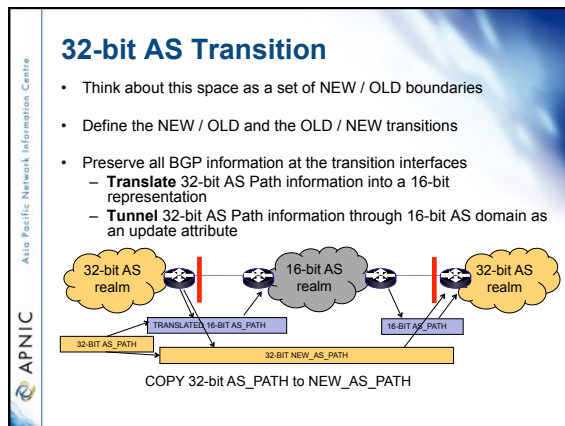 32-bit AS Transition
• Think about this space as a set of NEW / OLD boundaries
• Define the NEW / OLD and the OLD / NEW transitions
• Preserve all BGP information at the transition interfaces
– Translate 32-bit AS Path information into a 16-bit
representation
– Tunnel 32-bit AS Path information through 16-bit AS domain as
an update attribute
32-bit AS
realm
16-bit AS
realm
32-bit AS
realm
TRANSLATED 16-BIT AS_PATH
16-BIT AS_PATH
32-BIT AS_PATH
32-BIT NEW_AS_PATH
COPY 32-bit AS_PATH to NEW_AS_PATH
Asia Pacific Network Information Centre
APNIC